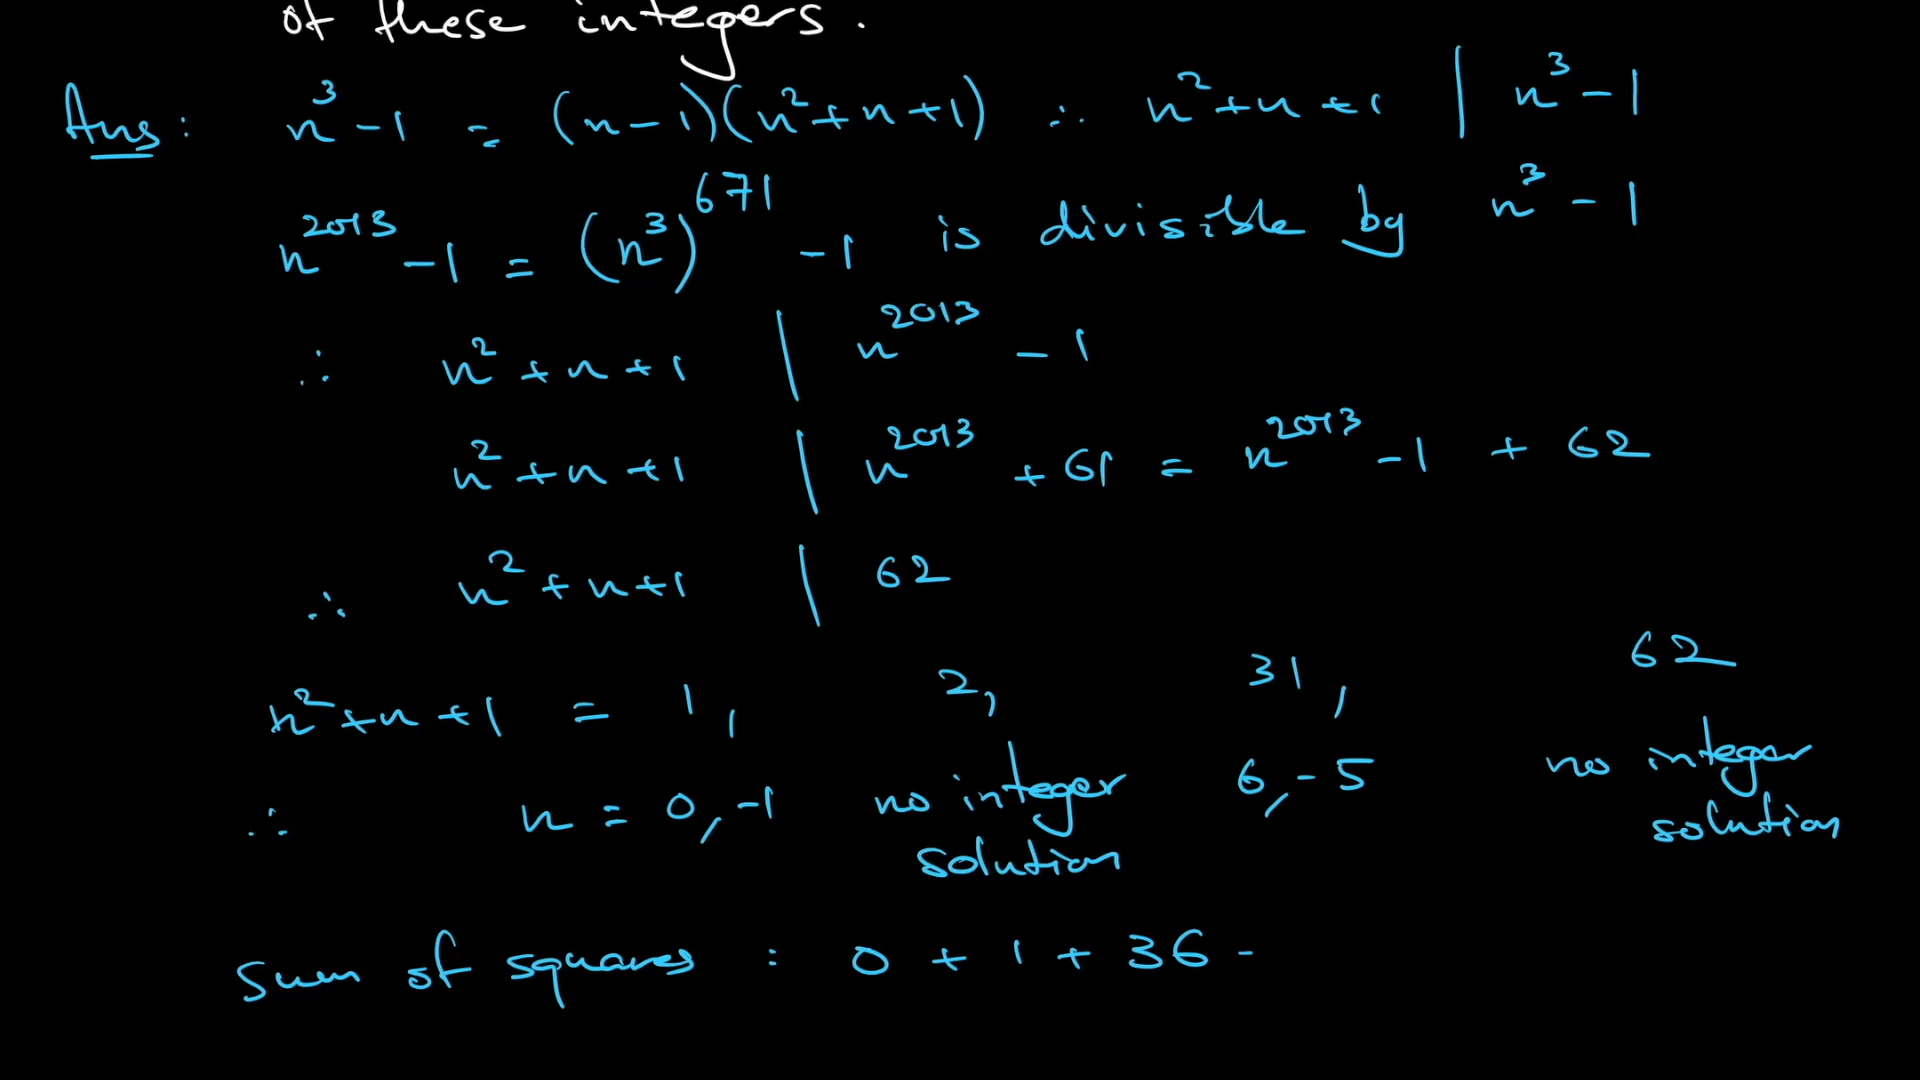 of these integers.
Ans: n³ - 1 = (n-1)(n²+n+1) ∴ n²+n+1 | n³ - 1
n²⁰¹³ - 1 = (n³)⁶⁷¹ - 1 is divisible by n³ - 1
∴ n² + n + 1 | n²⁰¹³ - 1
n² + n + 1 | n²⁰¹³ + 61 = n²⁰¹³ - 1 + 62
∴ n² + n + 1 | 62
n² + n + 1 = 1, 2, 31, 62
∴ n = 0, -1 no integer solution 6, -5 no integer solution
Sum of squares : 0 + 1 + 36 -